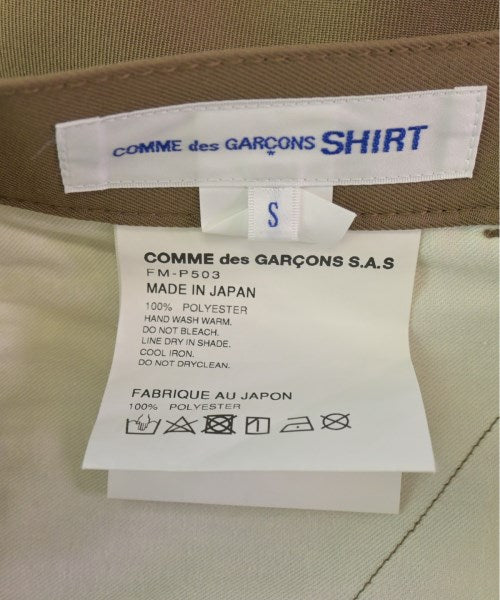 COMME des GARÇONS SHIRT
S
COMME des GARÇONS S.A.S
FM-P503
MADE IN JAPAN
100% POLYESTER
HAND WASH WARM.
DO NOT BLEACH.
LINE DRY IN SHADE.
COOL IRON.
DO NOT DRYCLEAN.
FABRIQUE AU JAPON
100% POLYESTER